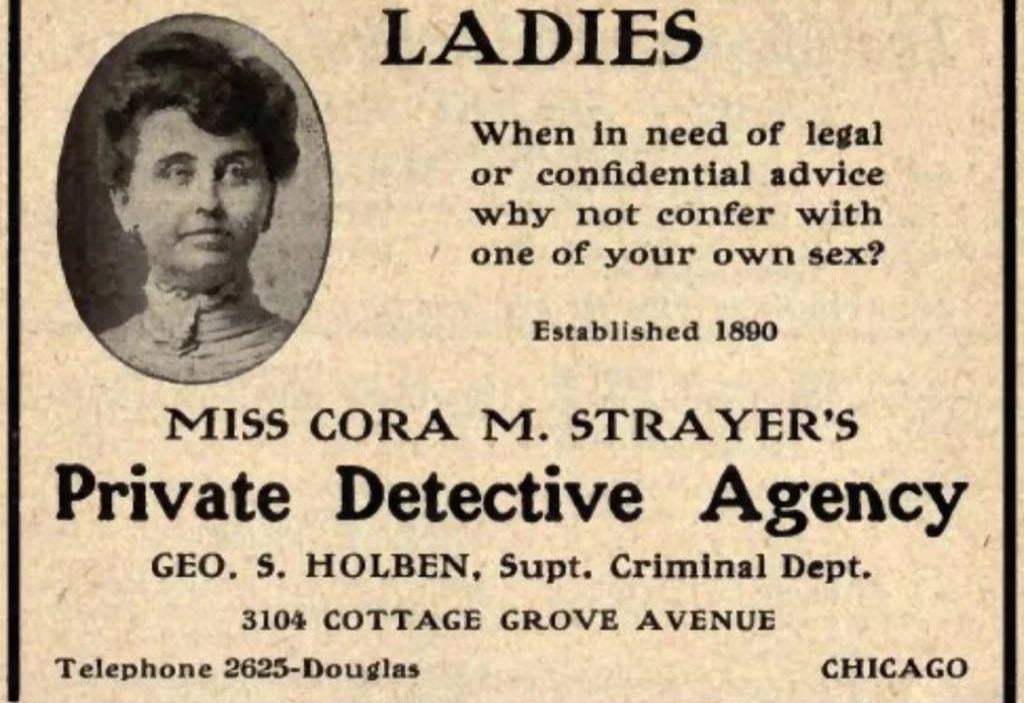 LADIES
When in need of legal
or confidential advice
why not confer with
one of your own sex?
Established 1890
MISS CORA M. STRAYER'S
Private Detective Agency
GEO. S. HOLBEN, Supt. Criminal Dept.
3104 COTTAGE GROVE AVENUE
Telephone 2625-Douglas CHICAGO